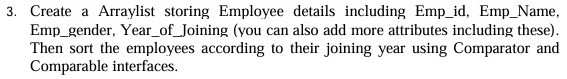 3. Create a Arraylist storing Employee details including Emp_id, Emp_Name,
Emp_gender, Year_of_Joining (you can also add more attributes including these).
Then sort the employees according to their joining year using Comparator and
Comparable interfaces.